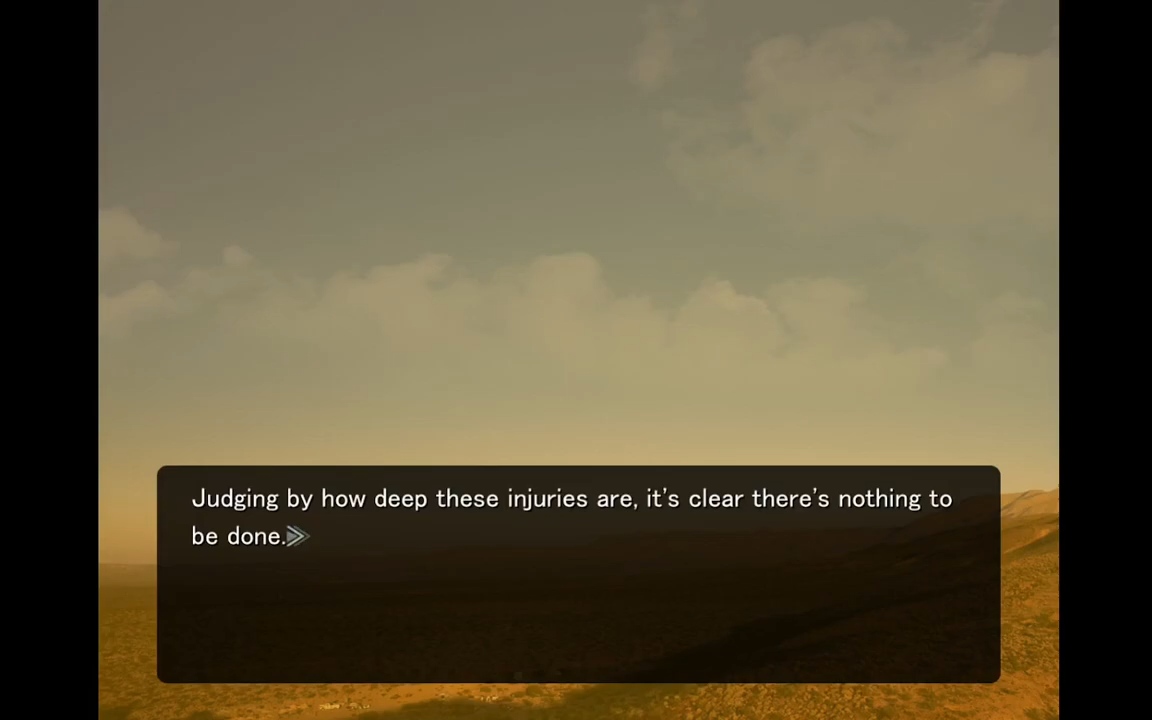 Judging by how deep these injuries are, it's clear there's nothing to
be done.